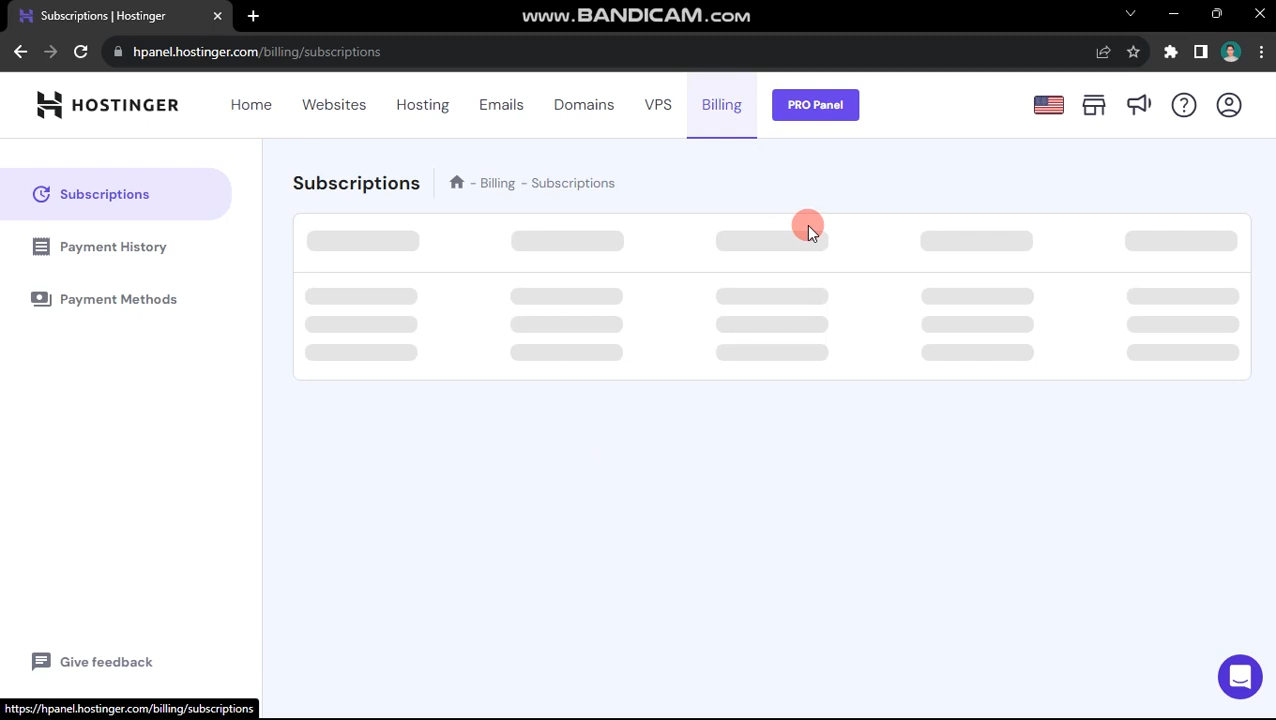 Subscriptions | Hostinger
www.BANDICAM.com
hpanel.hostinger.com/billing/subscriptions
HOSTINGER
Home
Websites
Hosting
Emails
Domains
VPS
Billing
PRO Panel
Subscriptions
Payment History
Payment Methods
Subscriptions
- Billing - Subscriptions
Give feedback
https://hpanel.hostinger.com/billing/subscriptions